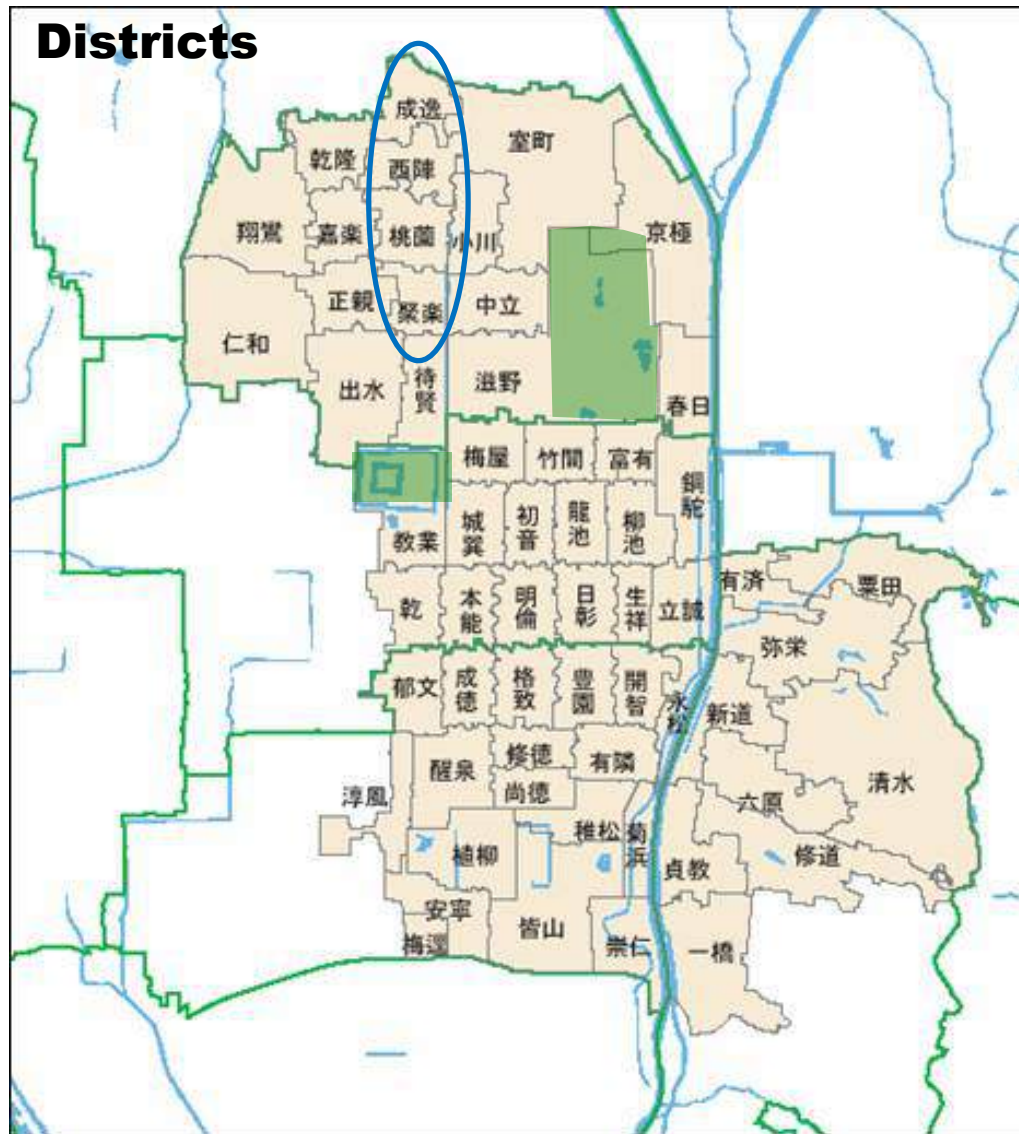 Districts
成逸
室町
乾隆
西陣
翔鸞
嘉楽
桃薗
小川
京極
正親
聚楽
中立
仁和
出水
待賢
滋野
春日
梅屋
竹間
富有
銅駝
教業
城巽
初音
龍池
柳池
有済
粟田
乾
本能
明倫
日彰
生祥
立誠
弥栄
郁文
成徳
格致
豊園
開智
永松
新道
醒泉
修徳
有隣
清水
淳風
尚徳
六原
稚松
菊浜
植柳
貞教
修道
安寧
皆山
梅逕
崇仁
一橋